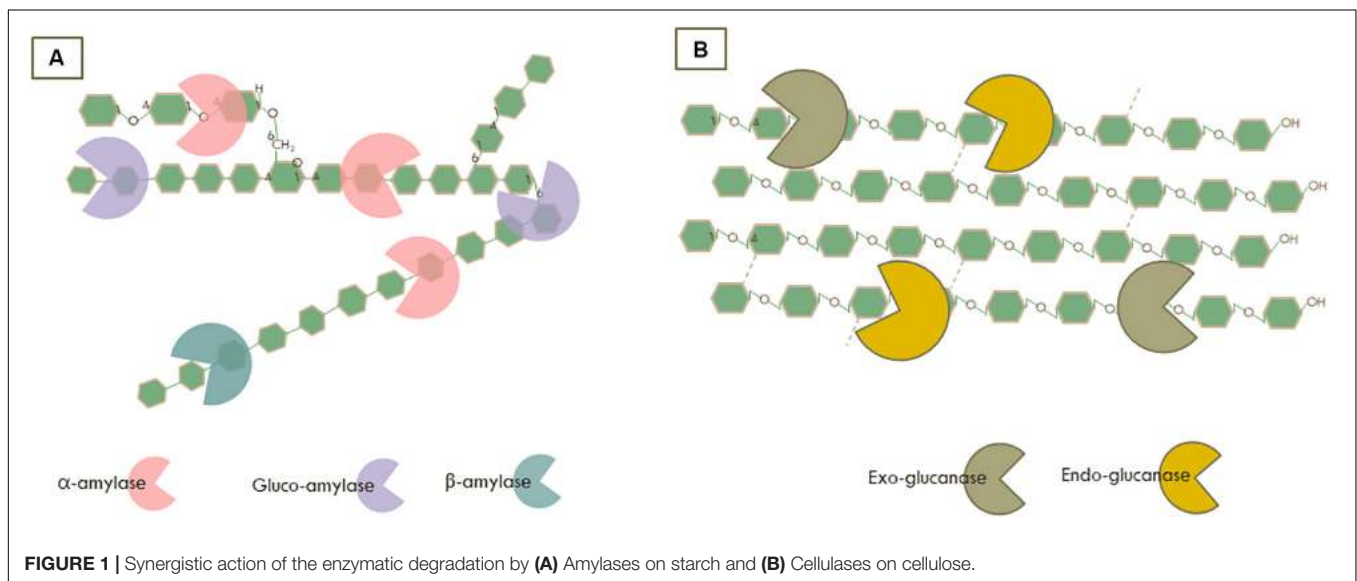 A
B
H
1 O 4 1 O 4 1 O
6 CH2
4 O 1 4
1 4 1 6
1 6
1 O 4 O O O O O O OH
O O O O O O O OH
1 O 4 O O O O O O OH
O O O O O O OH
α-amylase
Gluco-amylase
β-amylase
Exo-glucanase
Endo-glucanase
FIGURE 1 | Synergistic action of the enzymatic degradation by (A) Amylases on starch and (B) Cellulases on cellulose.